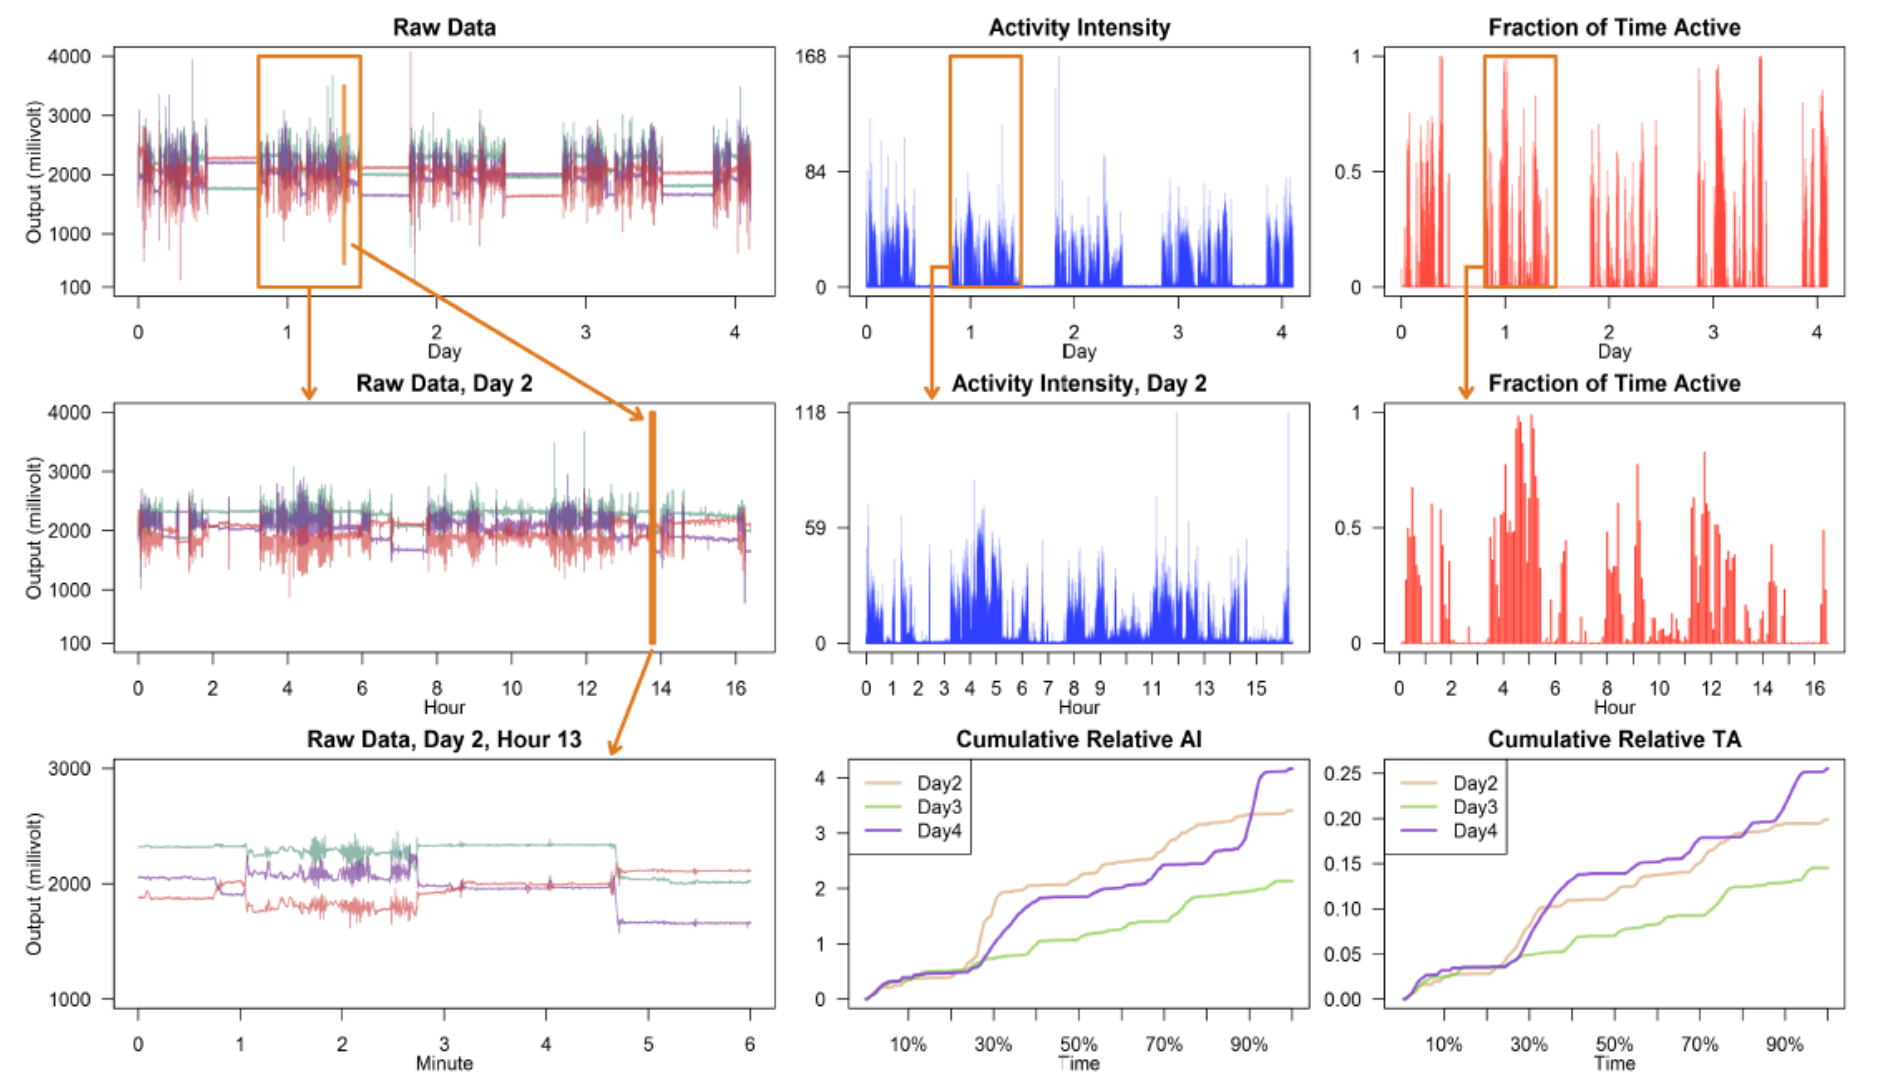 Raw Data
Output (millivolt)
4000
3000
2000
1000
100
0 1 2 3 4
Day
Activity Intensity
168
84
0
0 1 2 3 4
Day
Fraction of Time Active
1
0.5
0
0 1 2 3 4
Day
Raw Data, Day 2
Output (millivolt)
4000
3000
2000
1000
100
0 2 4 6 8 10 12 14 16
Hour
Activity Intensity, Day 2
118
59
0
0 1 2 3 4 5 6 7 8 9 11 13 15
Hour
Fraction of Time Active
1
0.5
0
0 2 4 6 8 10 12 14 16
Hour
Raw Data, Day 2, Hour 13
Output (millivolt)
3000
2000
1000
0 1 2 3 4 5 6
Minute
Cumulative Relative AI
Day2
Day3
Day4
4
3
2
1
0
10% 30% 50% 70% 90%
Time
Cumulative Relative TA
Day2
Day3
Day4
0.25
0.20
0.15
0.10
0.05
0.00
10% 30% 50% 70% 90%
Time